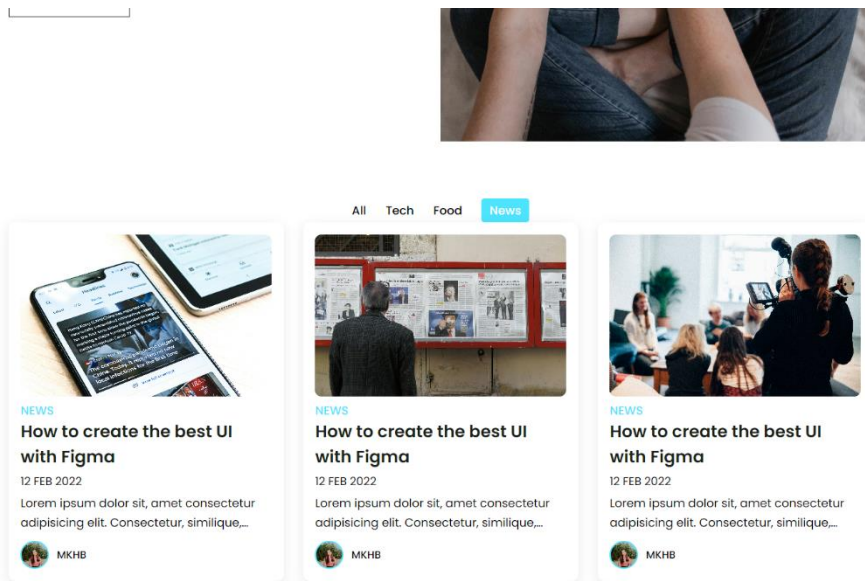 All Tech Food News
Headlines
NEWS
How to create the best UI
with Figma
12 FEB 2022
Lorem ipsum dolor sit, amet consectetur
adipisicing elit. Consectetur, similique,...
MKHB
NEWS
How to create the best UI
with Figma
12 FEB 2022
Lorem ipsum dolor sit, amet consectetur
adipisicing elit. Consectetur, similique,...
MKHB
NEWS
How to create the best UI
with Figma
12 FEB 2022
Lorem ipsum dolor sit, amet consectetur
adipisicing elit. Consectetur, similique,...
MKHB